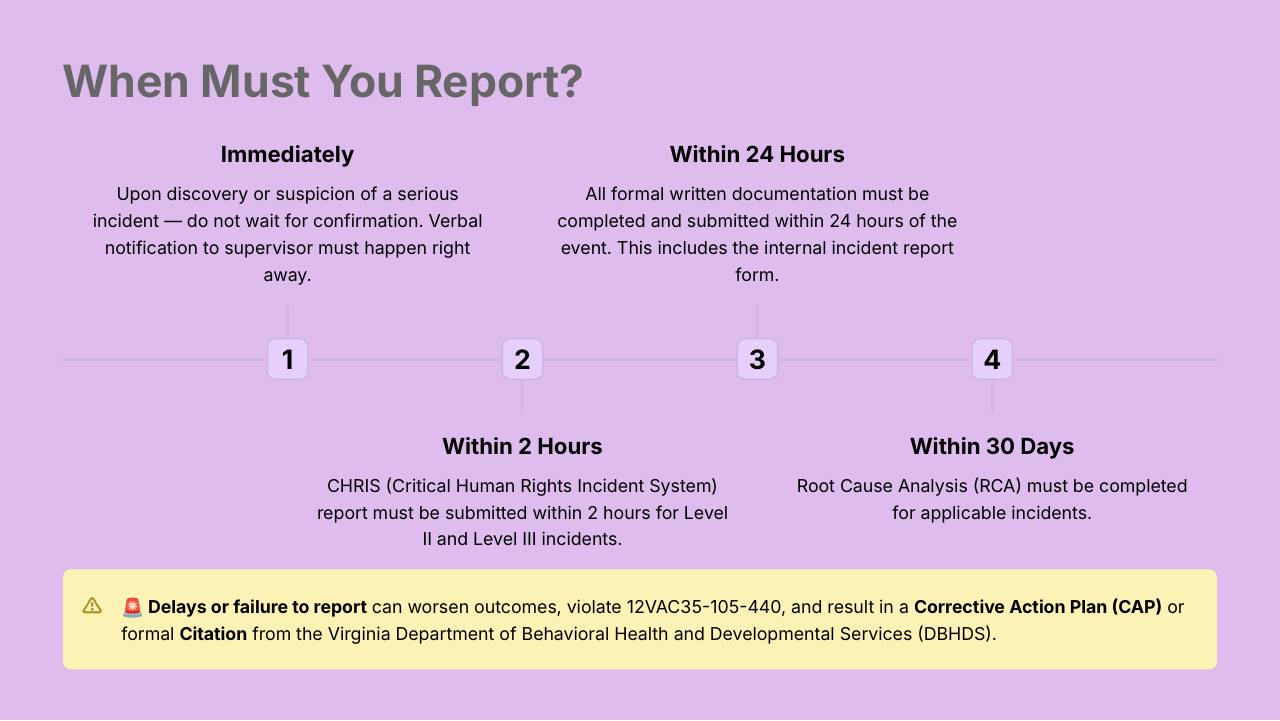 When Must You Report?
Immediately
Upon discovery or suspicion of a serious
incident — do not wait for confirmation. Verbal
notification to supervisor must happen right
away.
Within 24 Hours
All formal written documentation must be
completed and submitted within 24 hours of the
event. This includes the internal incident report
form.
1
2
3
4
Within 2 Hours
CHRIS (Critical Human Rights Incident System)
report must be submitted within 2 hours for Level
II and Level III incidents.
Within 30 Days
Root Cause Analysis (RCA) must be completed
for applicable incidents.
🚨 Delays or failure to report can worsen outcomes, violate 12VAC35-105-440, and result in a Corrective Action Plan (CAP) or
formal Citation from the Virginia Department of Behavioral Health and Developmental Services (DBHDS).